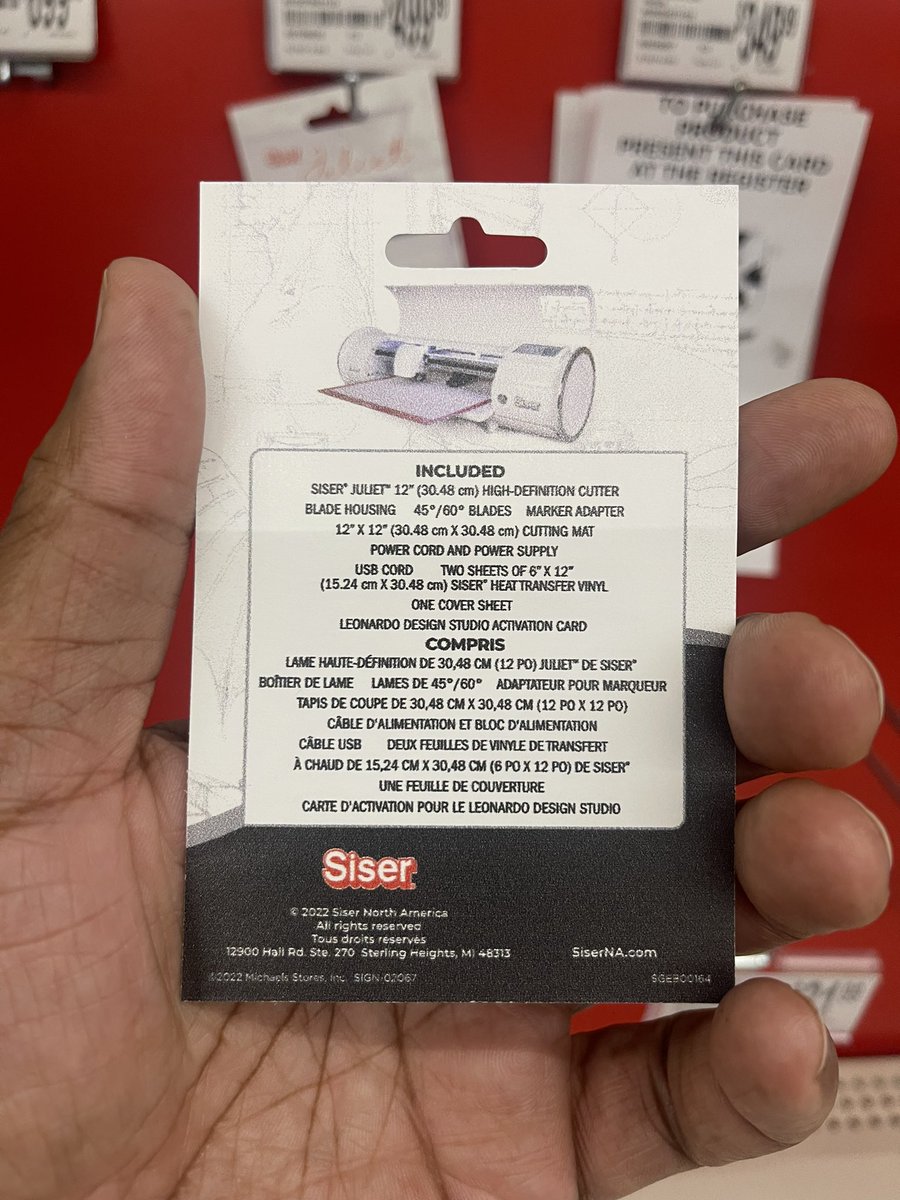 499
349
TO PURCHASE
PRODUCT
PRESENT THIS CARD
AT THE REGISTER
Siser
INCLUDED
SISER® JULIET™ 12” (30.48 cm) HIGH-DEFINITION CUTTER
BLADE HOUSING 45°/60° BLADES MARKER ADAPTER
12” X 12” (30.48 cm X 30.48 cm) CUTTING MAT
POWER CORD AND POWER SUPPLY
USB CORD TWO SHEETS OF 6” X 12”
(15.24 cm X 30.48 cm) SISER® HEAT TRANSFER VINYL
ONE COVER SHEET
LEONARDO DESIGN STUDIO ACTIVATION CARD
COMPRIS
LAME HAUTE-DÉFINITION DE 30,48 CM (12 PO) JULIET™ DE SISER®
BOÎTIER DE LAME LAMES DE 45°/60° ADAPTATEUR POUR MARQUEUR
TAPIS DE COUPE DE 30,48 CM X 30,48 CM (12 PO X 12 PO)
CÂBLE D'ALIMENTATION ET BLOC D'ALIMENTATION
CÂBLE USB DEUX FEUILLES DE VINYLE DE TRANSFERT
À CHAUD DE 15,24 CM X 30,48 CM (6 PO X 12 PO) DE SISER®
UNE FEUILLE DE COUVERTURE
CARTE D'ACTIVATION POUR LE LEONARDO DESIGN STUDIO
Siser
© 2022 Siser North America
All rights reserved
Tous droits reservés
12900 Hall Rd. Ste. 270 Sterling Heights, MI 48313 SiserNA.com
©2022 Michaels Stores, Inc. SIGN-02067 SGEB00164